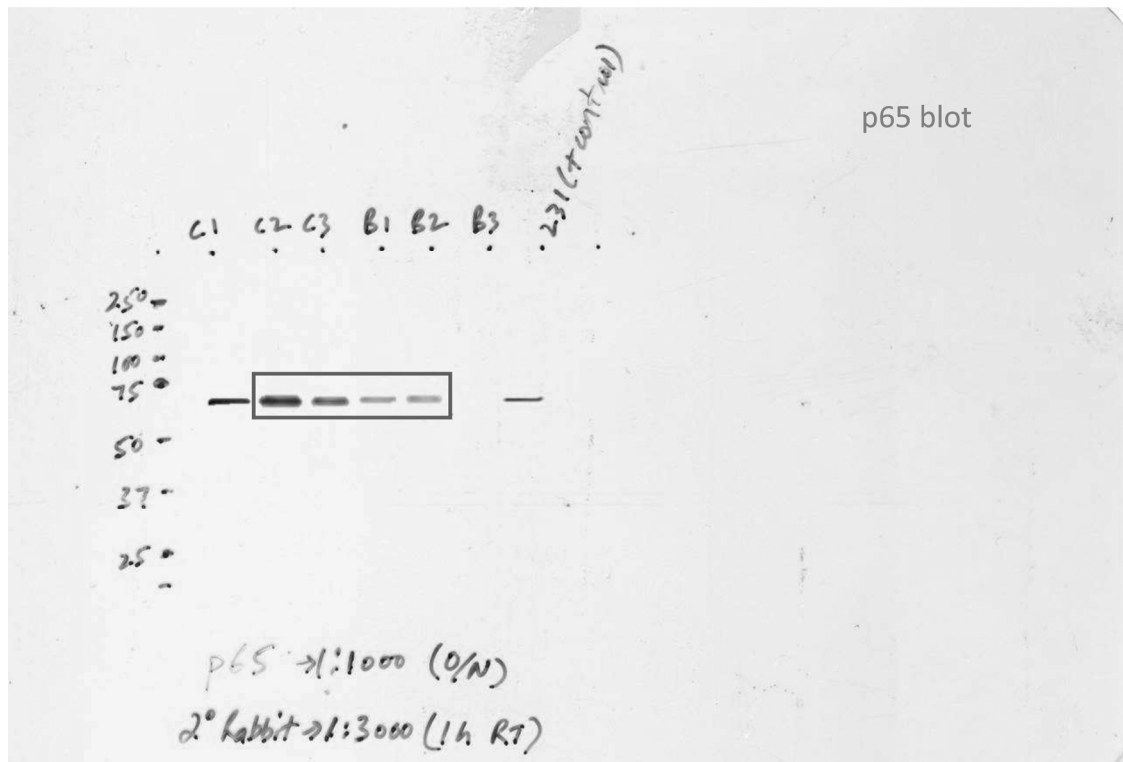 p65 blot
231 (+control)
C1 C2 C3 B1 B2 B3
250
150
100
75
50
37
25
p65 → 1:1000 (O/N)
2° Rabbit → 1:3000 (1h RT)